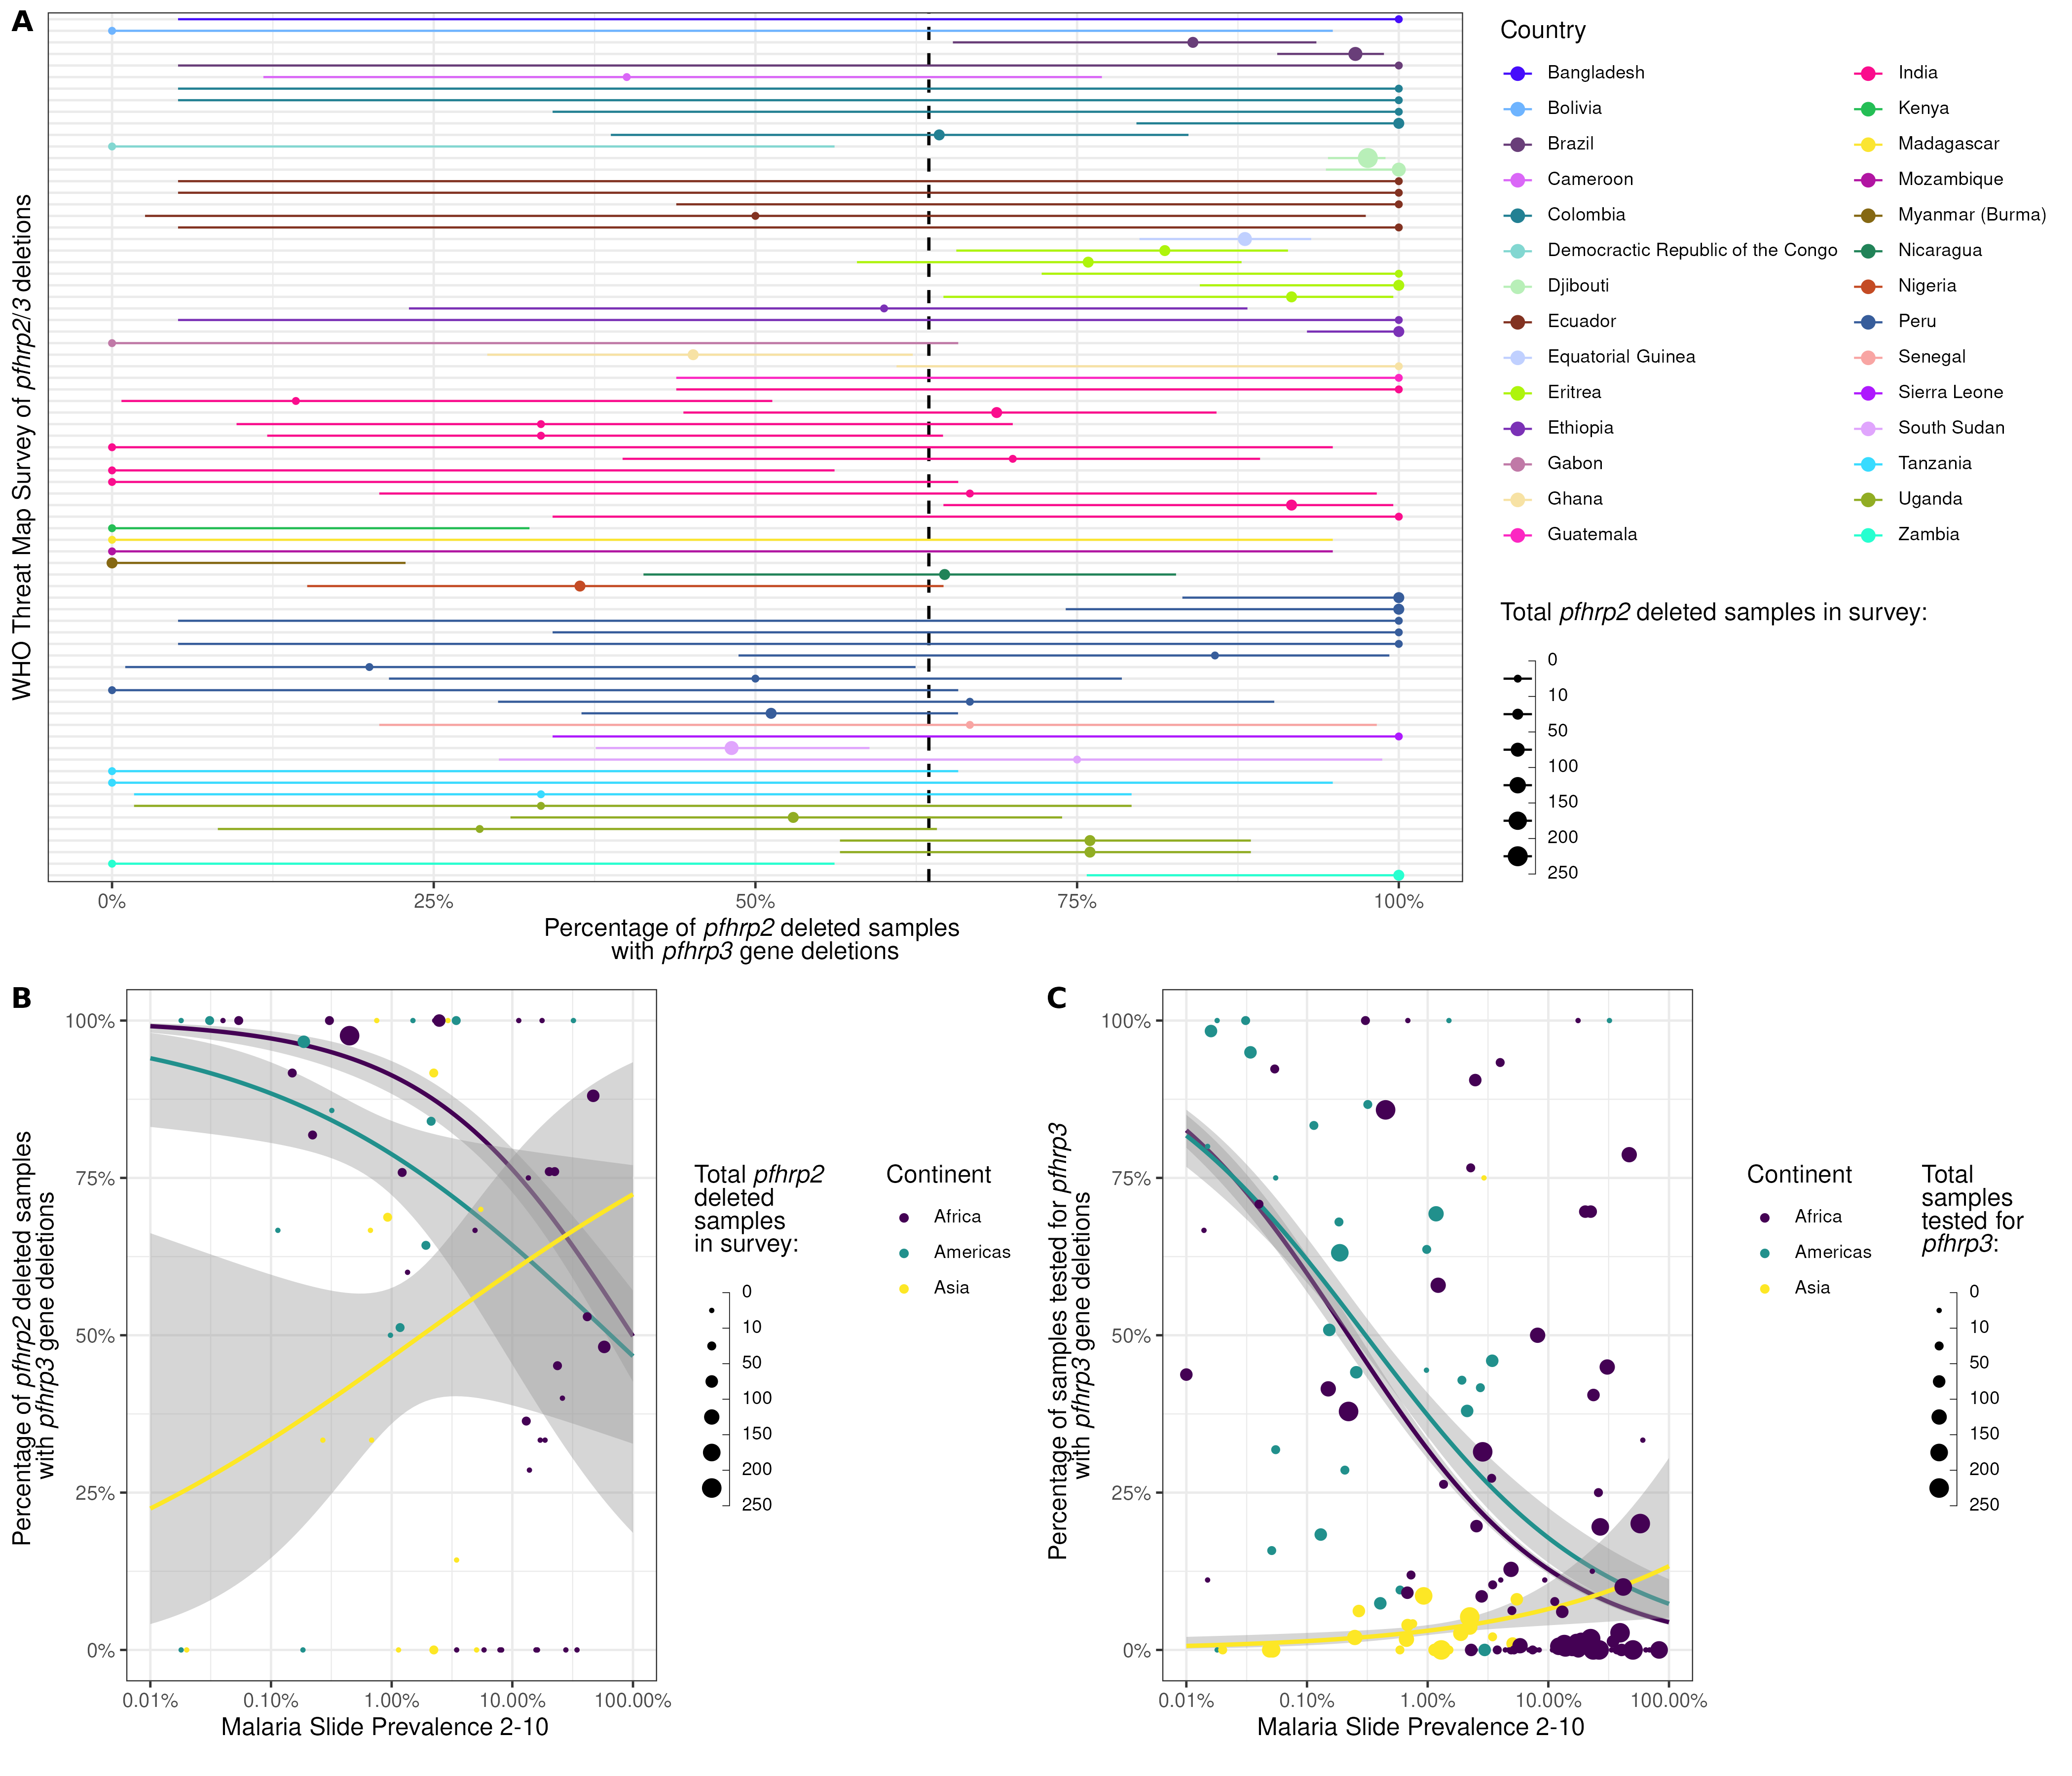 A
WHO Threat Map Survey of pfhrp2/3 deletions
0%
25%
50%
75%
100%
Percentage of pfhrp2 deleted samples
with pfhrp3 gene deletions
Country
Bangladesh
Bolivia
Brazil
Cameroon
Colombia
Democractic Republic of the Congo
Djibouti
Ecuador
Equatorial Guinea
Eritrea
Ethiopia
Gabon
Ghana
Guatemala
India
Kenya
Madagascar
Mozambique
Myanmar (Burma)
Nicaragua
Nigeria
Peru
Senegal
Sierra Leone
South Sudan
Tanzania
Uganda
Zambia
Total pfhrp2 deleted samples in survey:
0
10
50
100
150
200
250
B
Percentage of pfhrp2 deleted samples
with pfhrp3 gene deletions
100%
75%
50%
25%
0%
0.01%
0.10%
1.00%
10.00%
100.00%
Malaria Slide Prevalence 2-10
Total pfhrp2
deleted
samples
in survey:
0
10
50
100
150
200
250
Continent
Africa
Americas
Asia
C
Percentage of samples tested for pfhrp3
with pfhrp3 gene deletions
100%
75%
50%
25%
0%
0.01%
0.10%
1.00%
10.00%
100.00%
Malaria Slide Prevalence 2-10
Continent
Africa
Americas
Asia
Total
samples
tested for
pfhrp3:
0
10
50
100
150
200
250